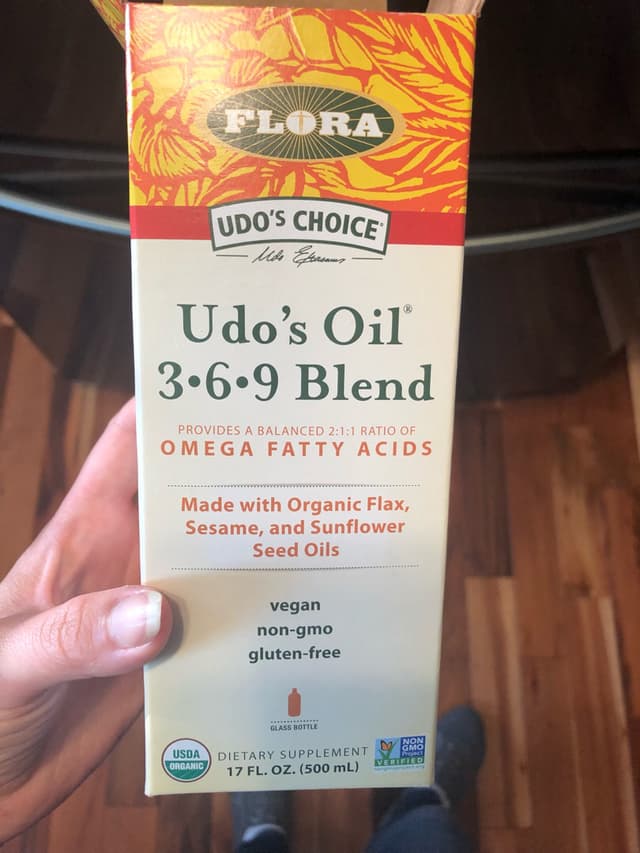 FLORA
UDO'S CHOICE®
Udo Erasmus
Udo's Oil®
3•6•9 Blend
PROVIDES A BALANCED 2:1:1 RATIO OF
OMEGA FATTY ACIDS
Made with Organic Flax,
Sesame, and Sunflower
Seed Oils
vegan
non-gmo
gluten-free
GLASS BOTTLE
USDA
ORGANIC
DIETARY SUPPLEMENT
17 FL. OZ. (500 mL)
NON
GMO
Project
VERIFIED